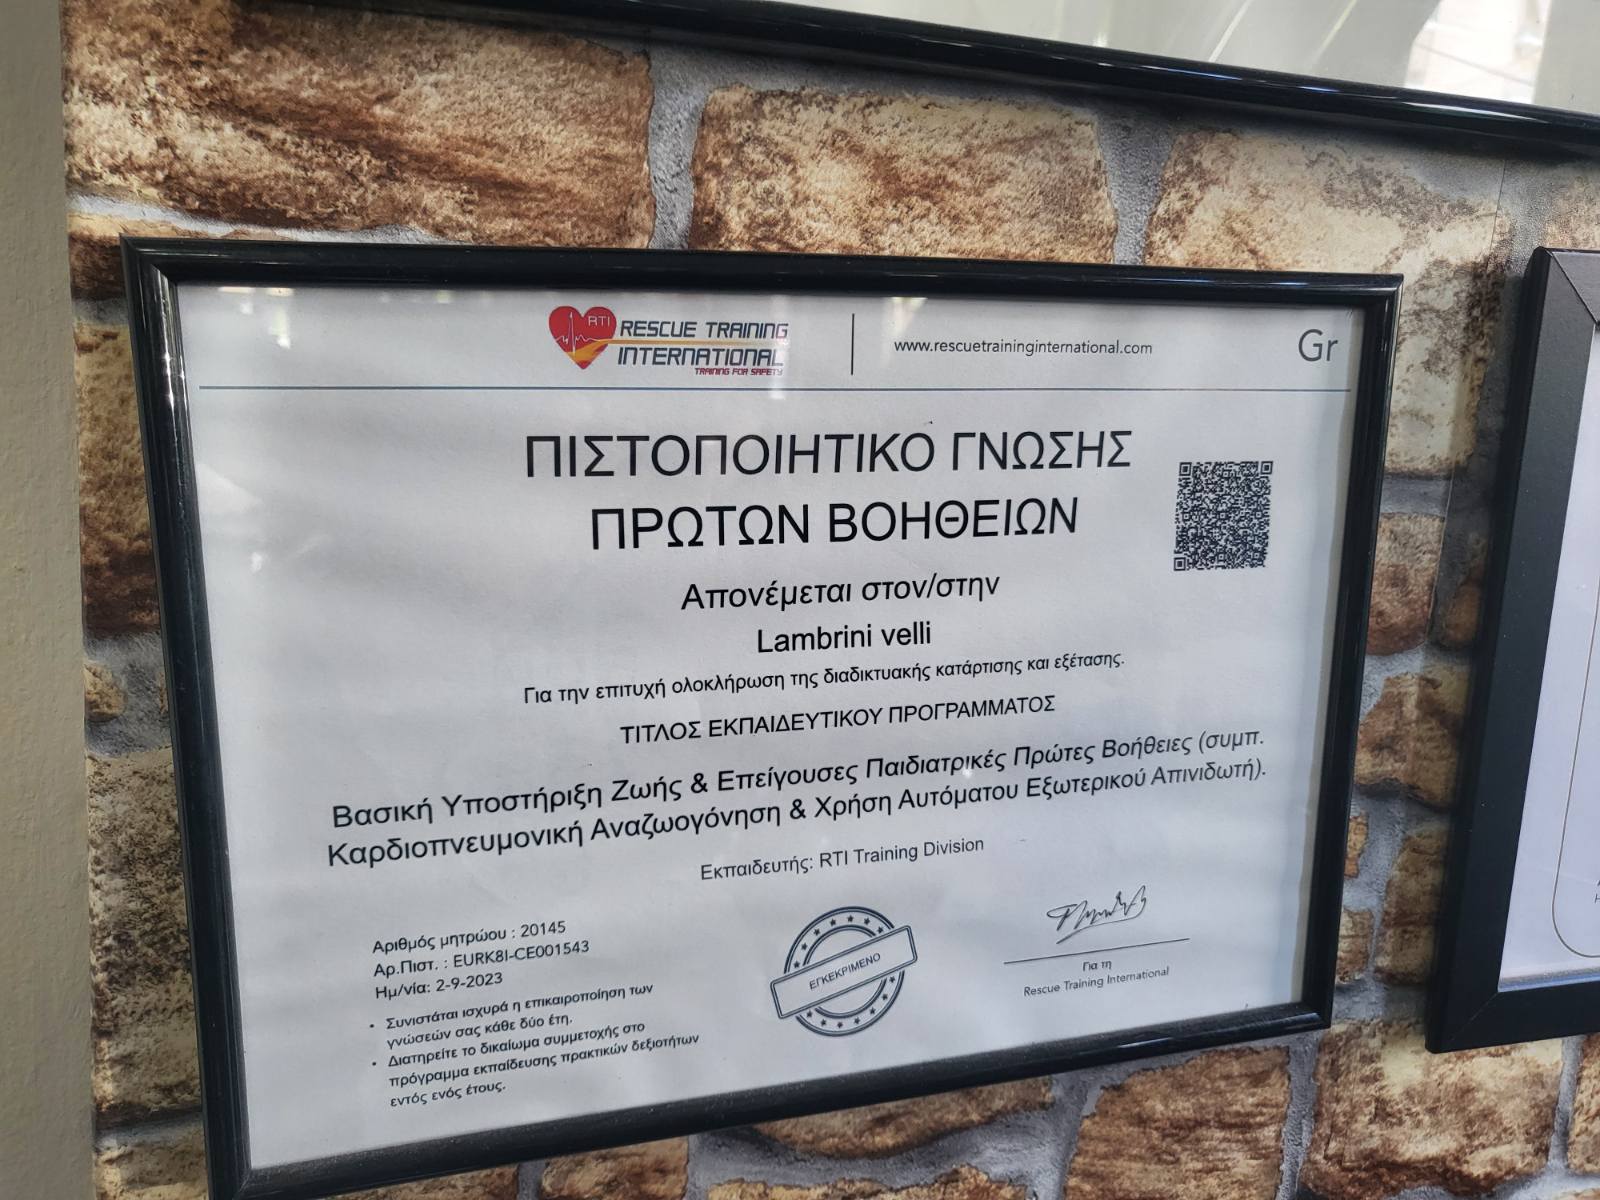 RTI RESCUE TRAINING
INTERNATIONAL
TRAINING FOR SAFETY
www.rescuetraininginternational.com
Gr
ΠΙΣΤΟΠΟΙΗΤΙΚΟ ΓΝΩΣΗΣ
ΠΡΩΤΩΝ ΒΟΗΘΕΙΩΝ
Απονέμεται στον/στην
Lambrini velli
Για την επιτυχή ολοκλήρωση της διαδικτυακής κατάρτισης και εξέτασης.
ΤΙΤΛΟΣ ΕΚΠΑΙΔΕΥΤΙΚΟΥ ΠΡΟΓΡΑΜΜΑΤΟΣ
Βασική Υποστήριξη Ζωής & Επείγουσες Παιδιατρικές Πρώτες Βοήθειες (συμπ.
Καρδιοπνευμονική Αναζωογόνηση & Χρήση Αυτόματου Εξωτερικού Απινιδωτή).
Εκπαιδευτής: RTI Training Division
Αριθμός μητρώου : 20145
Αρ.Πιστ. : EURK8I-CE001543
Ημ/νία: 2-9-2023
• Συνιστάται ισχυρά η επικαιροποίηση των
γνώσεών σας κάθε δύο έτη.
• Διατηρείτε το δικαίωμα συμμετοχής στο
πρόγραμμα εκπαίδευσης πρακτικών δεξιοτήτων
εντός ενός έτους.
ΕΓΚΕΚΡΙΜΕΝΟ
Για τη
Rescue Training International